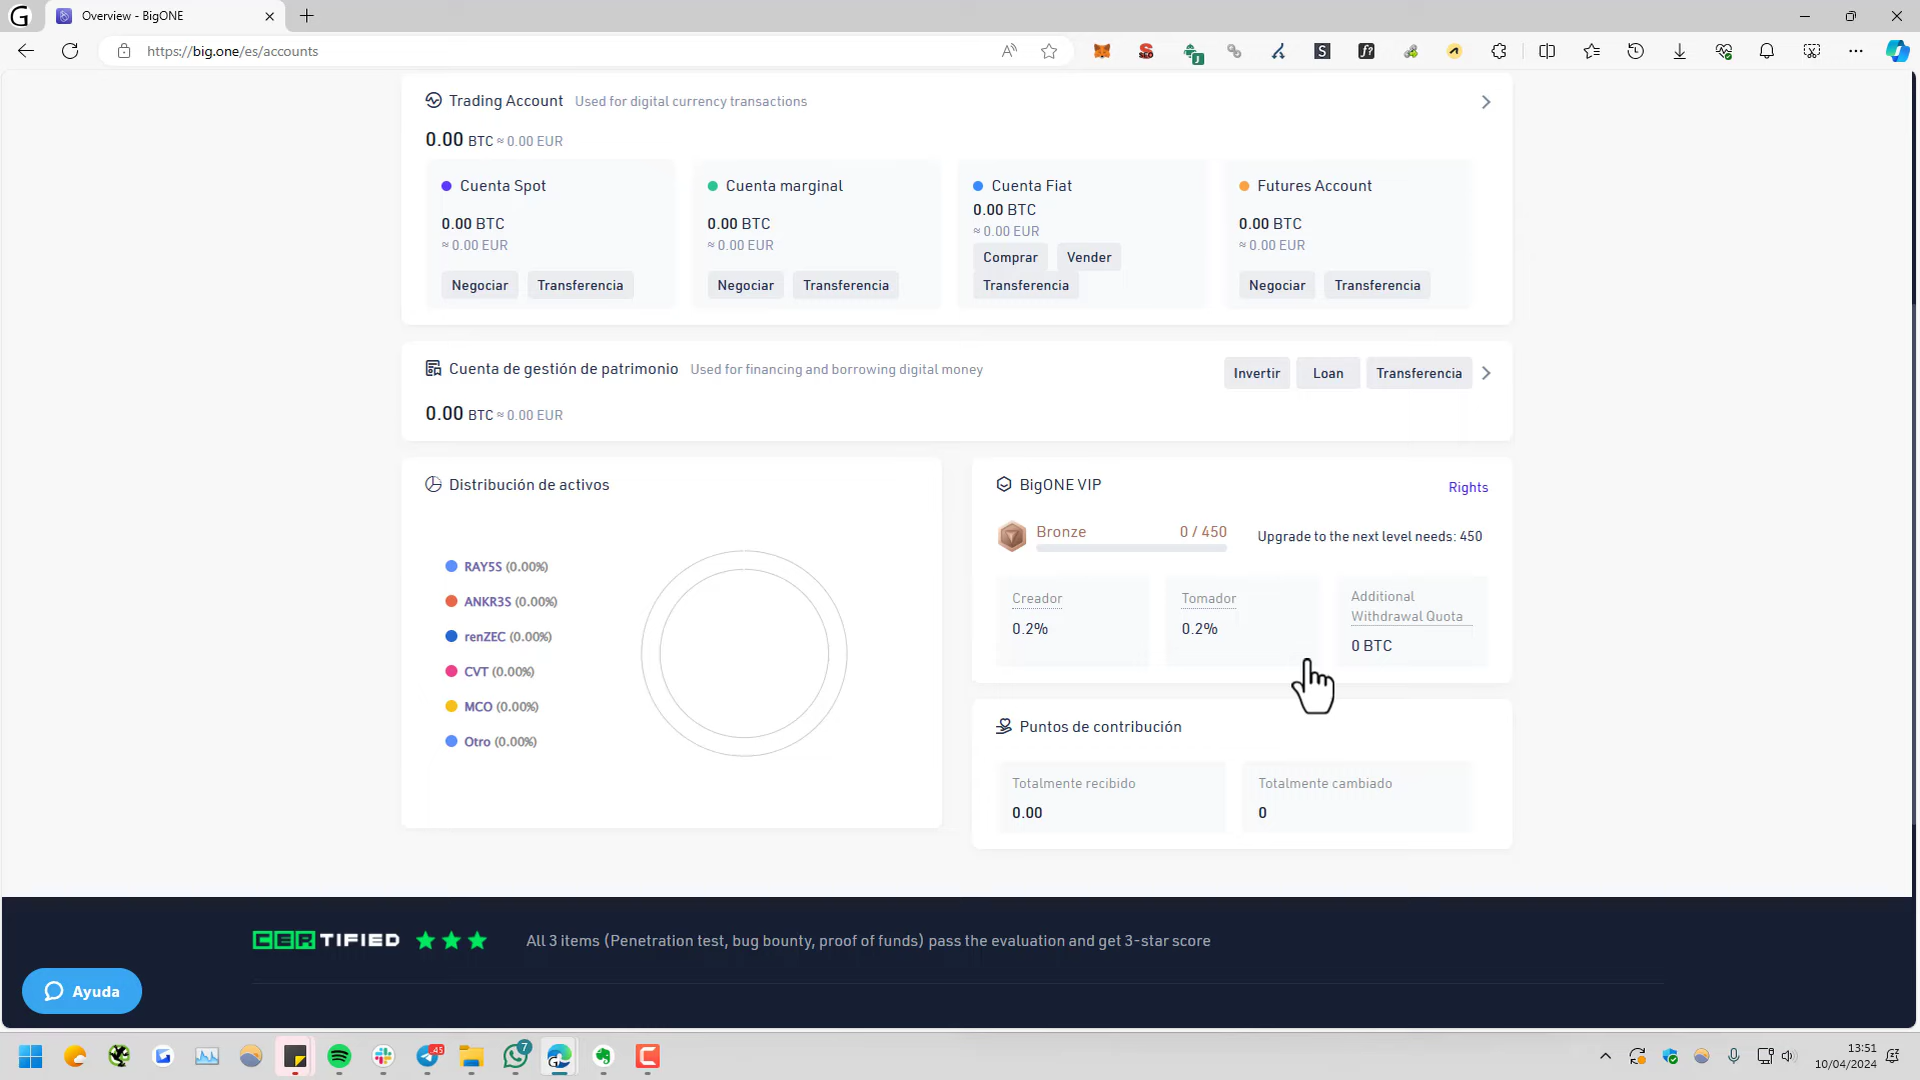 Overview - BigONE
https://big.one/es/accounts
Trading Account Used for digital currency transactions
0.00 BTC ≈ 0.00 EUR
Cuenta Spot
0.00 BTC
≈ 0.00 EUR
Negociar Transferencia
Cuenta marginal
0.00 BTC
≈ 0.00 EUR
Negociar Transferencia
Cuenta Fiat
0.00 BTC
≈ 0.00 EUR
Comprar Vender
Transferencia
Futures Account
0.00 BTC
≈ 0.00 EUR
Negociar Transferencia
Cuenta de gestión de patrimonio Used for financing and borrowing digital money
Invertir Loan Transferencia
0.00 BTC ≈ 0.00 EUR
Distribución de activos
RAY5S (0.00%)
ANKR3S (0.00%)
renZEC (0.00%)
CVT (0.00%)
MCO (0.00%)
Otro (0.00%)
BigONE VIP Rights
Bronze 0 / 450 Upgrade to the next level needs: 450
Creador
0.2%
Tomador
0.2%
Additional
Withdrawal Quota
0 BTC
Puntos de contribución
Totalmente recibido
0.00
Totalmente cambiado
0
CERTIFIED All 3 items (Penetration test, bug bounty, proof of funds) pass the evaluation and get 3-star score
Ayuda
45
7
13:51
10/04/2024